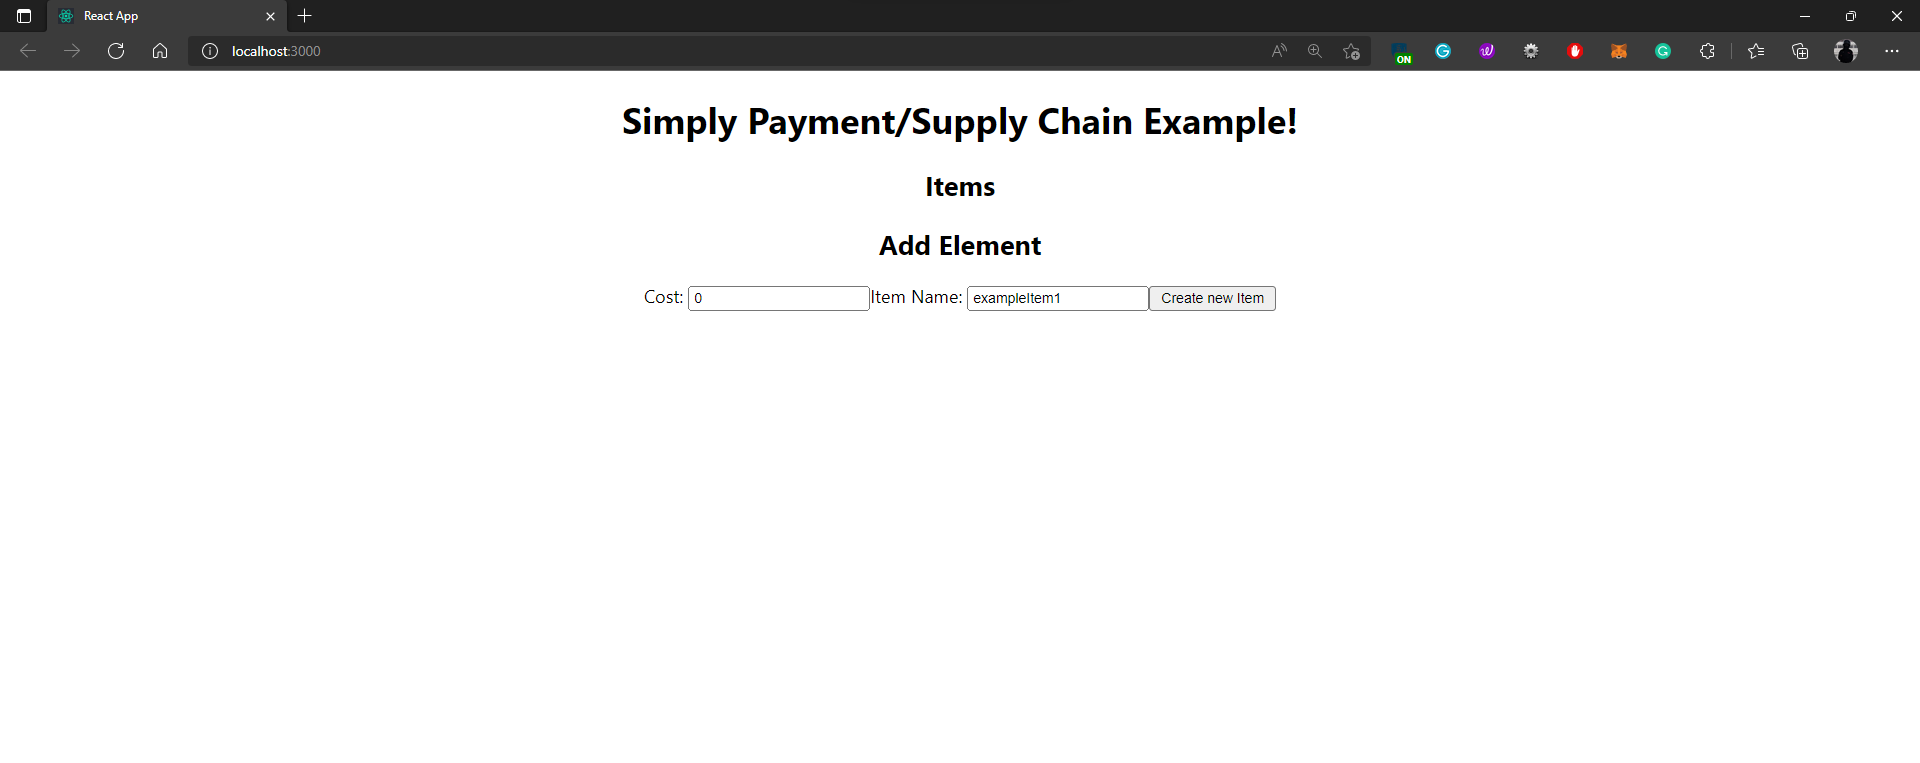 React App
localhost:3000
ON
Simply Payment/Supply Chain Example!
Items
Add Element
Cost: 0 Item Name: exampleItem1 Create new Item